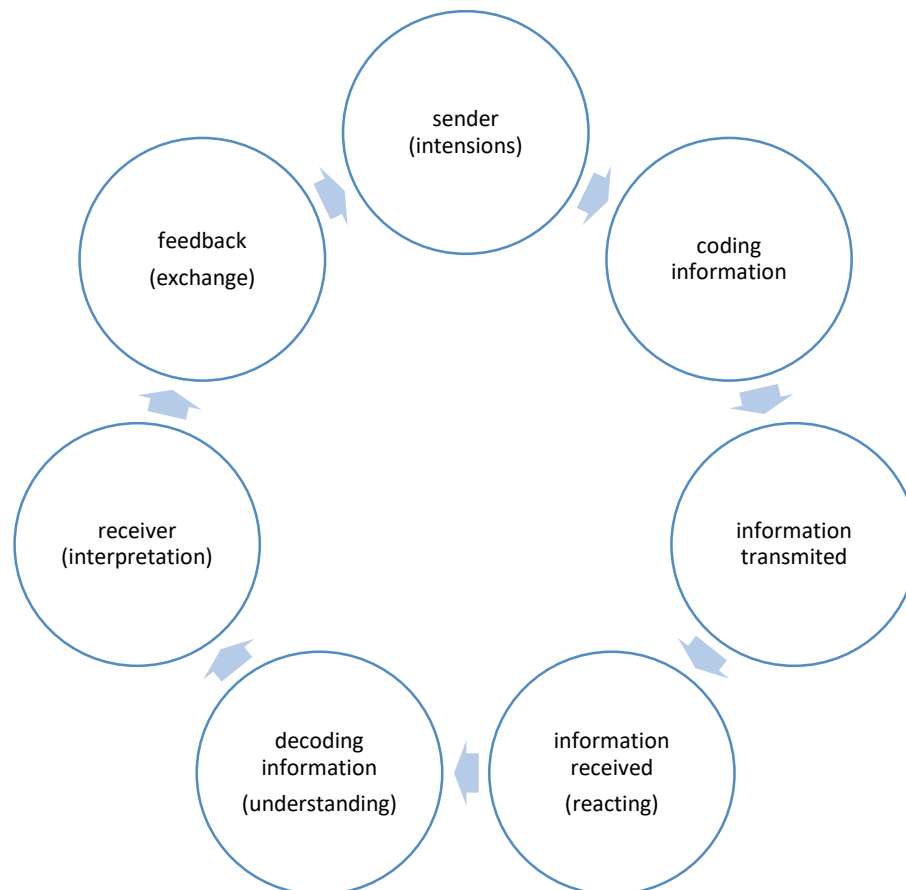 sender
(intensions)
coding
information
information
transmited
information
received
(reacting)
decoding
information
(understanding)
receiver
(interpretation)
feedback
(exchange)